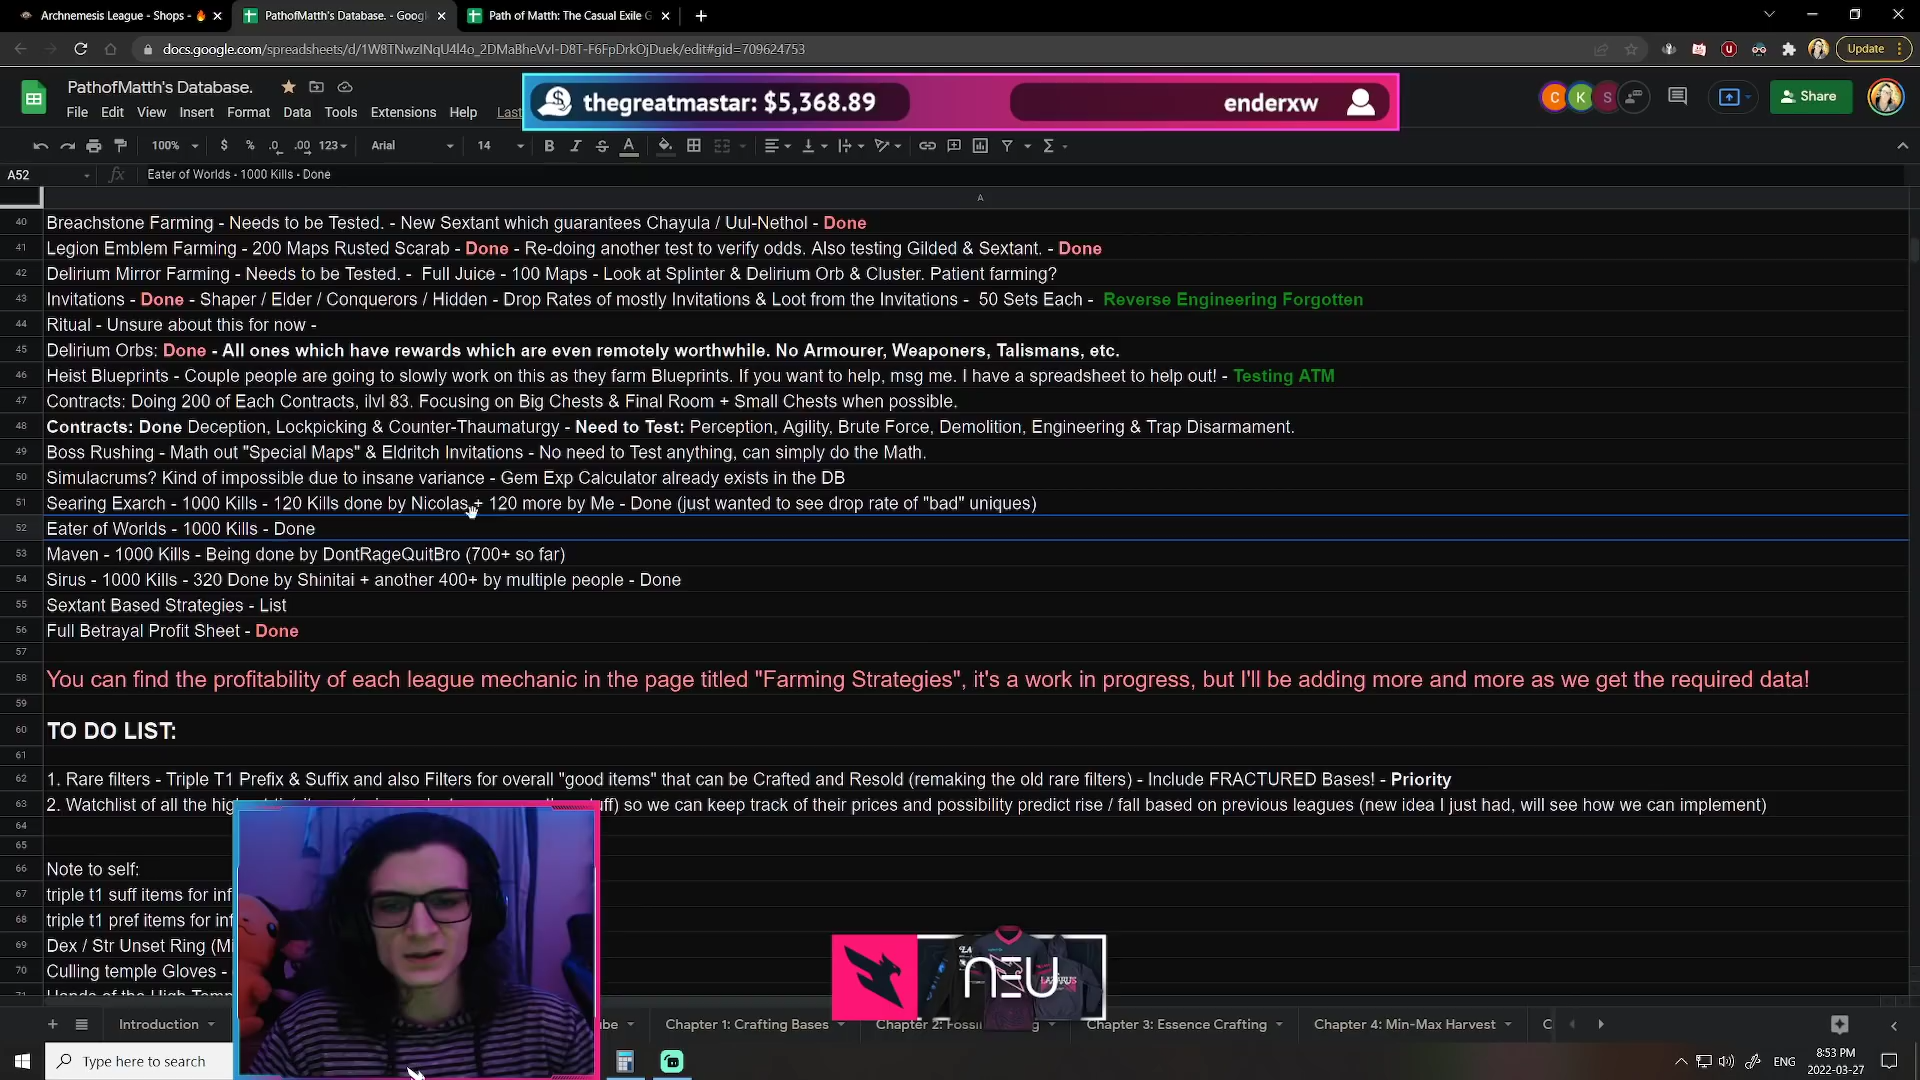 Archnemesis League - Shops -
PathofMatth's Database. - Googl
Path of Matth: The Casual Exile G
docs.google.com/spreadsheets/d/1W8TNwzINqU4l4o_2DMaBheVvI-D8T-F6FpDrkOjDuek/edit#gid=709624753
Update
PathofMatth's Database.
File Edit View Insert Format Data Tools Extensions Help Last
thegreatmastar: $5,368.89
enderxw
C K S
Share
100% $ % .0 .00 123 Arial 14 B I S A
A52 fx Eater of Worlds - 1000 Kills - Done
A
40 Breachstone Farming - Needs to be Tested. - New Sextant which guarantees Chayula / Uul-Nethol - Done
41 Legion Emblem Farming - 200 Maps Rusted Scarab - Done - Re-doing another test to verify odds. Also testing Gilded & Sextant. - Done
42 Delirium Mirror Farming - Needs to be Tested. - Full Juice - 100 Maps - Look at Splinter & Delirium Orb & Cluster. Patient farming?
43 Invitations - Done - Shaper / Elder / Conquerors / Hidden - Drop Rates of mostly Invitations & Loot from the Invitations - 50 Sets Each - Reverse Engineering Forgotten
44 Ritual - Unsure about this for now -
45 Delirium Orbs: Done - All ones which have rewards which are even remotely worthwhile. No Armourer, Weaponers, Talismans, etc.
46 Heist Blueprints - Couple people are going to slowly work on this as they farm Blueprints. If you want to help, msg me. I have a spreadsheet to help out! - Testing ATM
47 Contracts: Doing 200 of Each Contracts, ilvl 83. Focusing on Big Chests & Final Room + Small Chests when possible.
48 Contracts: Done Deception, Lockpicking & Counter-Thaumaturgy - Need to Test: Perception, Agility, Brute Force, Demolition, Engineering & Trap Disarmament.
49 Boss Rushing - Math out "Special Maps" & Eldritch Invitations - No need to Test anything, can simply do the Math.
50 Simulacrums? Kind of impossible due to insane variance - Gem Exp Calculator already exists in the DB
51 Searing Exarch - 1000 Kills - 120 Kills done by Nicolas + 120 more by Me - Done (just wanted to see drop rate of "bad" uniques)
52 Eater of Worlds - 1000 Kills - Done
53 Maven - 1000 Kills - Being done by DontRageQuitBro (700+ so far)
54 Sirus - 1000 Kills - 320 Done by Shinitai + another 400+ by multiple people - Done
55 Sextant Based Strategies - List
56 Full Betrayal Profit Sheet - Done
57
58 You can find the profitability of each league mechanic in the page titled "Farming Strategies", it's a work in progress, but I'll be adding more and more as we get the required data!
59
60 TO DO LIST:
61
62 1. Rare filters - Triple T1 Prefix & Suffix and also Filters for overall "good items" that can be Crafted and Resold (remaking the old rare filters) - Include FRACTURED Bases! - Priority
63 2. Watchlist of all the so we can keep track of their prices and possibility predict rise / fall based on previous leagues (new idea I just had, will see how we can implement)
64
65
66 Note to self:
67 triple t1 suff items for
68 triple t1 pref items for
69 Dex / Str Unset Ring
70 Culling temple Gloves -
71 Hands of the High
NEU
LAZARUS
Introduction Chapter 1: Crafting Bases Chapter 2: Chapter 3: Essence Crafting Chapter 4: Min-Max Harvest C
Type here to search
ENG
8:53 PM
2022-03-27